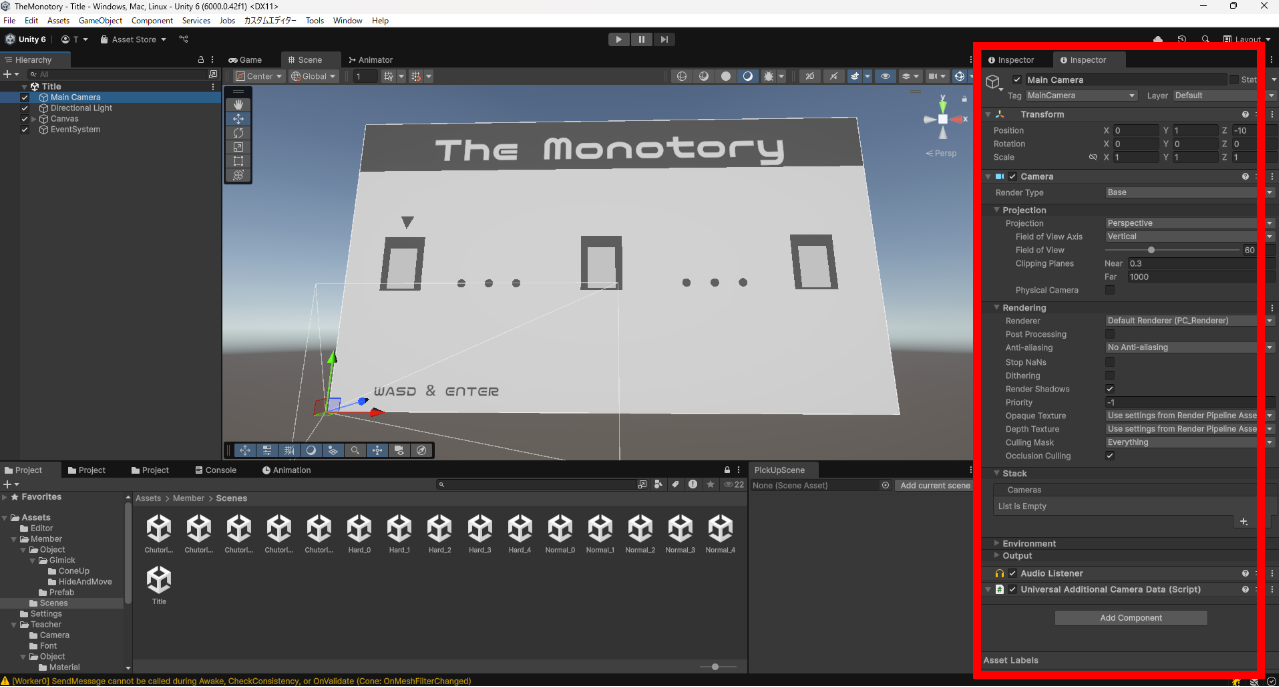 TheMonotory - Title - Windows, Mac, Linux - Unity 6 (6000.0.42f1) <DX11>
File Edit Assets GameObject Component Services Jobs カスタムエディター Tools Window Help
Unity 6 T Asset Store Layout
Hierarchy
All
Title
Main Camera
Directional Light
Canvas
EventSystem
Game Scene Animator
Center Global 1
y
x
Persp
The Monotory
WASD & ENTER
Project Project Project Console Animation
22
Favorites
Assets
Editor
Member
Object
Gimick
ConeUp
HideAndMove
Prefab
Scenes
Settings
Teacher
Camera
Font
Object
Material
Assets > Member > Scenes
Chutorl... Chutorl... Chutorl... Chutorl... Chutorl... Hard_0 Hard_1 Hard_2 Hard_3 Hard_4 Normal_0 Normal_1 Normal_2 Normal_3 Normal_4
Title
PickUpScene
None (Scene Asset) Add current scene
Inspector Inspector
Main Camera Stat
Tag MainCamera Layer Default
Transform
Position X 0 Y 1 Z -10
Rotation X 0 Y 0 Z 0
Scale X 1 Y 1 Z 1
Camera
Render Type Base
Projection
Projection Perspective
Field of View Axis Vertical
Field of View 60
Clipping Planes Near 0.3
Far 1000
Physical Camera
Rendering
Renderer Default Renderer (PC_Renderer)
Post Processing
Anti-aliasing No Anti-aliasing
Stop NaNs
Dithering
Render Shadows
Priority -1
Opaque Texture Use settings from Render Pipeline Asse
Depth Texture Use settings from Render Pipeline Asse
Culling Mask Everything
Occlusion Culling
Stack
Cameras
List Is Empty
Environment
Output
Audio Listener
Universal Additional Camera Data (Script)
Add Component
Asset Labels
[Worker0] SendMessage cannot be called during Awake, CheckConsistency, or OnValidate (Cone: OnMeshFilterChanged)